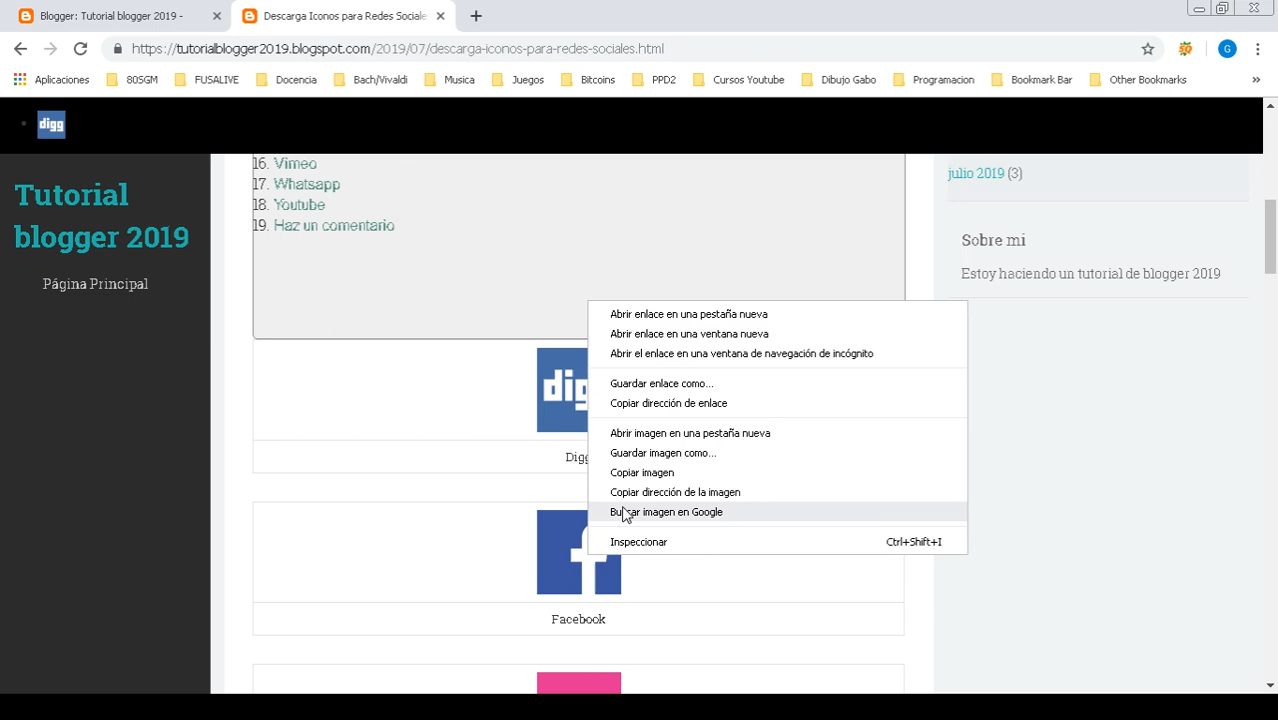 Blogger: Tutorial blogger 2019 -
Descarga Iconos para Redes Sociale
https://tutorialblogger2019.blogspot.com/2019/07/descarga-iconos-para-redes-sociales.html
G
Aplicaciones
80SGM
FUSALIVE
Docencia
Bach/Vivaldi
Musica
Juegos
Bitcoins
PPD2
Cursos Youtube
Dibujo Gabo
Programacion
Bookmark Bar
Other Bookmarks
»
digg
Tutorial
blogger 2019
Página Principal
16. Vimeo
17. Whatsapp
18. Youtube
19. Haz un comentario
julio 2019 (3)
Sobre mi
Estoy haciendo un tutorial de blogger 2019
Abrir enlace en una pestaña nueva
Abrir enlace en una ventana nueva
Abrir el enlace en una ventana de navegación de incógnito
Guardar enlace como...
Copiar dirección de enlace
Abrir imagen en una pestaña nueva
Guardar imagen como...
Copiar imagen
Copiar dirección de la imagen
Buscar imagen en Google
Inspeccionar Ctrl+Shift+I
dig
Digg
f
Facebook